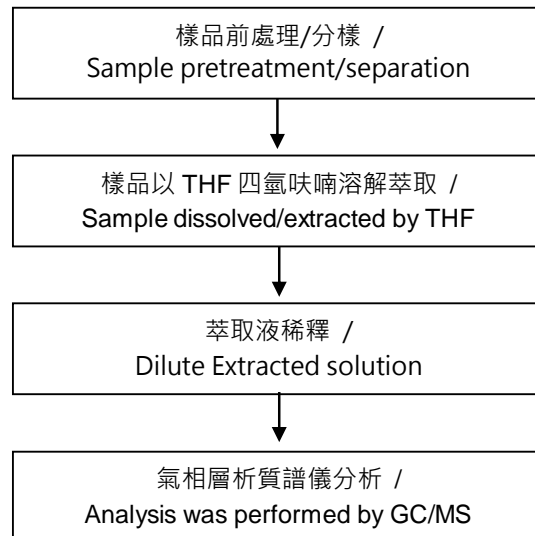 樣品前處理/分樣 /
Sample pretreatment/separation
樣品以 THF 四氫呋喃溶解萃取 /
Sample dissolved/extracted by THF
萃取液稀釋 /
Dilute Extracted solution
氣相層析質譜儀分析 /
Analysis was performed by GC/MS